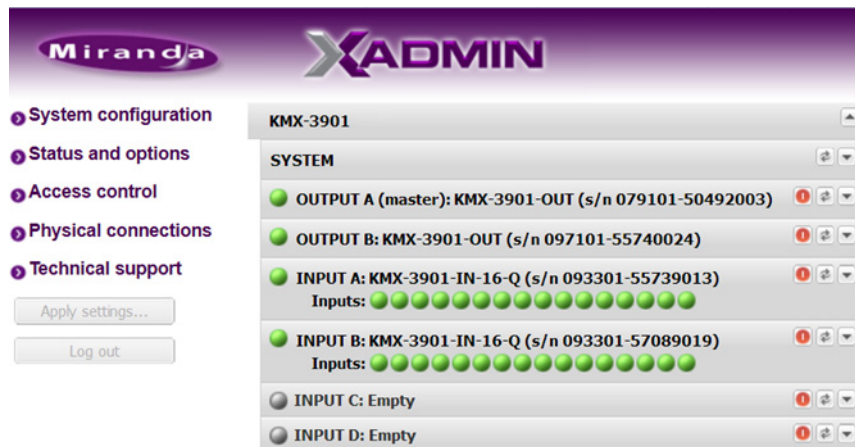 Miranda
XADMIN
System configuration
Status and options
Access control
Physical connections
Technical support
Apply settings...
Log out
KMX-3901
SYSTEM
OUTPUT A (master): KMX-3901-OUT (s/n 079101-50492003)
OUTPUT B: KMX-3901-OUT (s/n 097101-55740024)
INPUT A: KMX-3901-IN-16-Q (s/n 093301-55739013)
Inputs:
INPUT B: KMX-3901-IN-16-Q (s/n 093301-57089019)
Inputs:
INPUT C: Empty
INPUT D: Empty